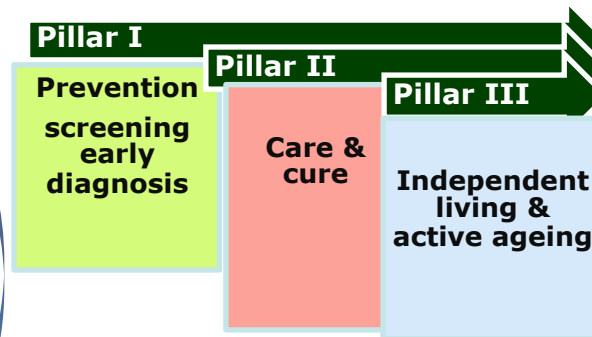 Pillar I
Prevention
screening
early
diagnosis
Pillar II
Care &
cure
Pillar III
Independent
living &
active ageing